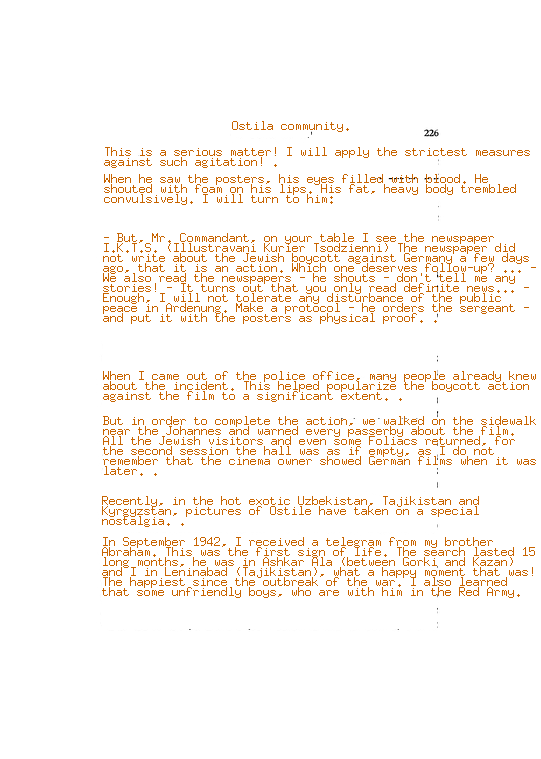 Ostila community.
226
This is a serious matter! I will apply the strictest measures
against such agitation! .
When he saw the posters, his eyes filled with blood. He
shouted with foam on his lips. His fat, heavy body trembled
convulsively. I will turn to him:
- But, Mr. Commandant, on your table I see the newspaper
I.K.T.S. (Illustravani Kurier Tsodzienni) The newspaper did
not write about the Jewish boycott against Germany a few days
ago, that it is an action. Which one deserves follow-up? ... -
We also read the newspapers - he shouts - don't tell me any
stories! - It turns out that you only read definite news... -
Enough, I will not tolerate any disturbance of the public
peace in Ardenung. Make a protocol - he orders the sergeant -
and put it with the posters as physical proof. .
When I came out of the police office, many people already knew
about the incident. This helped popularize the boycott action
against the film to a significant extent. .
But in order to complete the action, we walked on the sidewalk
near the Johannes and warned every passerby about the film.
All the Jewish visitors and even some Foliacs returned, for
the second session the hall was as if empty, as I do not
remember that the cinema owner showed German films when it was
later. .
Recently, in the hot exotic Uzbekistan, Tajikistan and
Kyrgyzstan, pictures of Ostile have taken on a special
nostalgia. .
In September 1942, I received a telegram from my brother
Abraham. This was the first sign of life. The search lasted 15
long months, he was in Ashkar Ala (between Gorki and Kazan)
and I in Leninabad (Tajikistan), what a happy moment that was!
The happiest since the outbreak of the war. I also learned
that some unfriendly boys, who are with him in the Red Army.